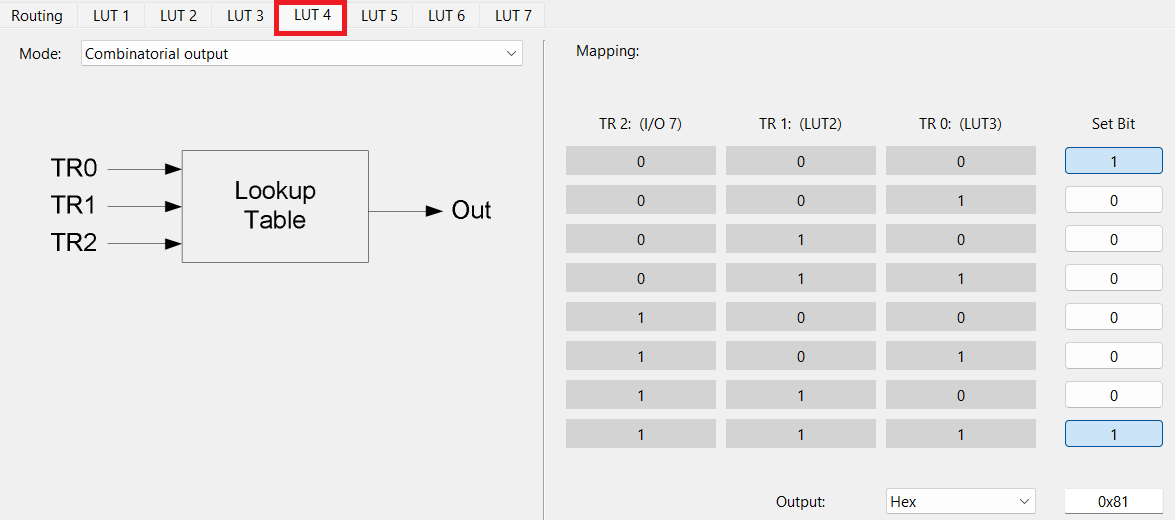 Routing LUT 1 LUT 2 LUT 3 LUT 4 LUT 5 LUT 6 LUT 7
Mode: Combinatorial output
TR0
TR1
TR2
Lookup
Table
Out
Mapping:
TR 2: (I/O 7) TR 1: (LUT2) TR 0: (LUT3) Set Bit
0 0 0 1
0 0 1 0
0 1 0 0
0 1 1 0
1 0 0 0
1 0 1 0
1 1 0 0
1 1 1 1
Output: Hex 0x81